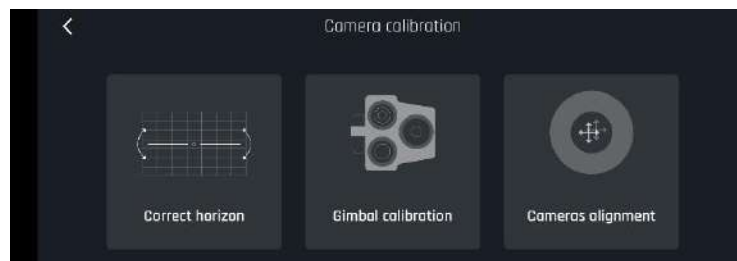 Camera calibration
Correct horizon
Gimbal calibration
Cameras alignment